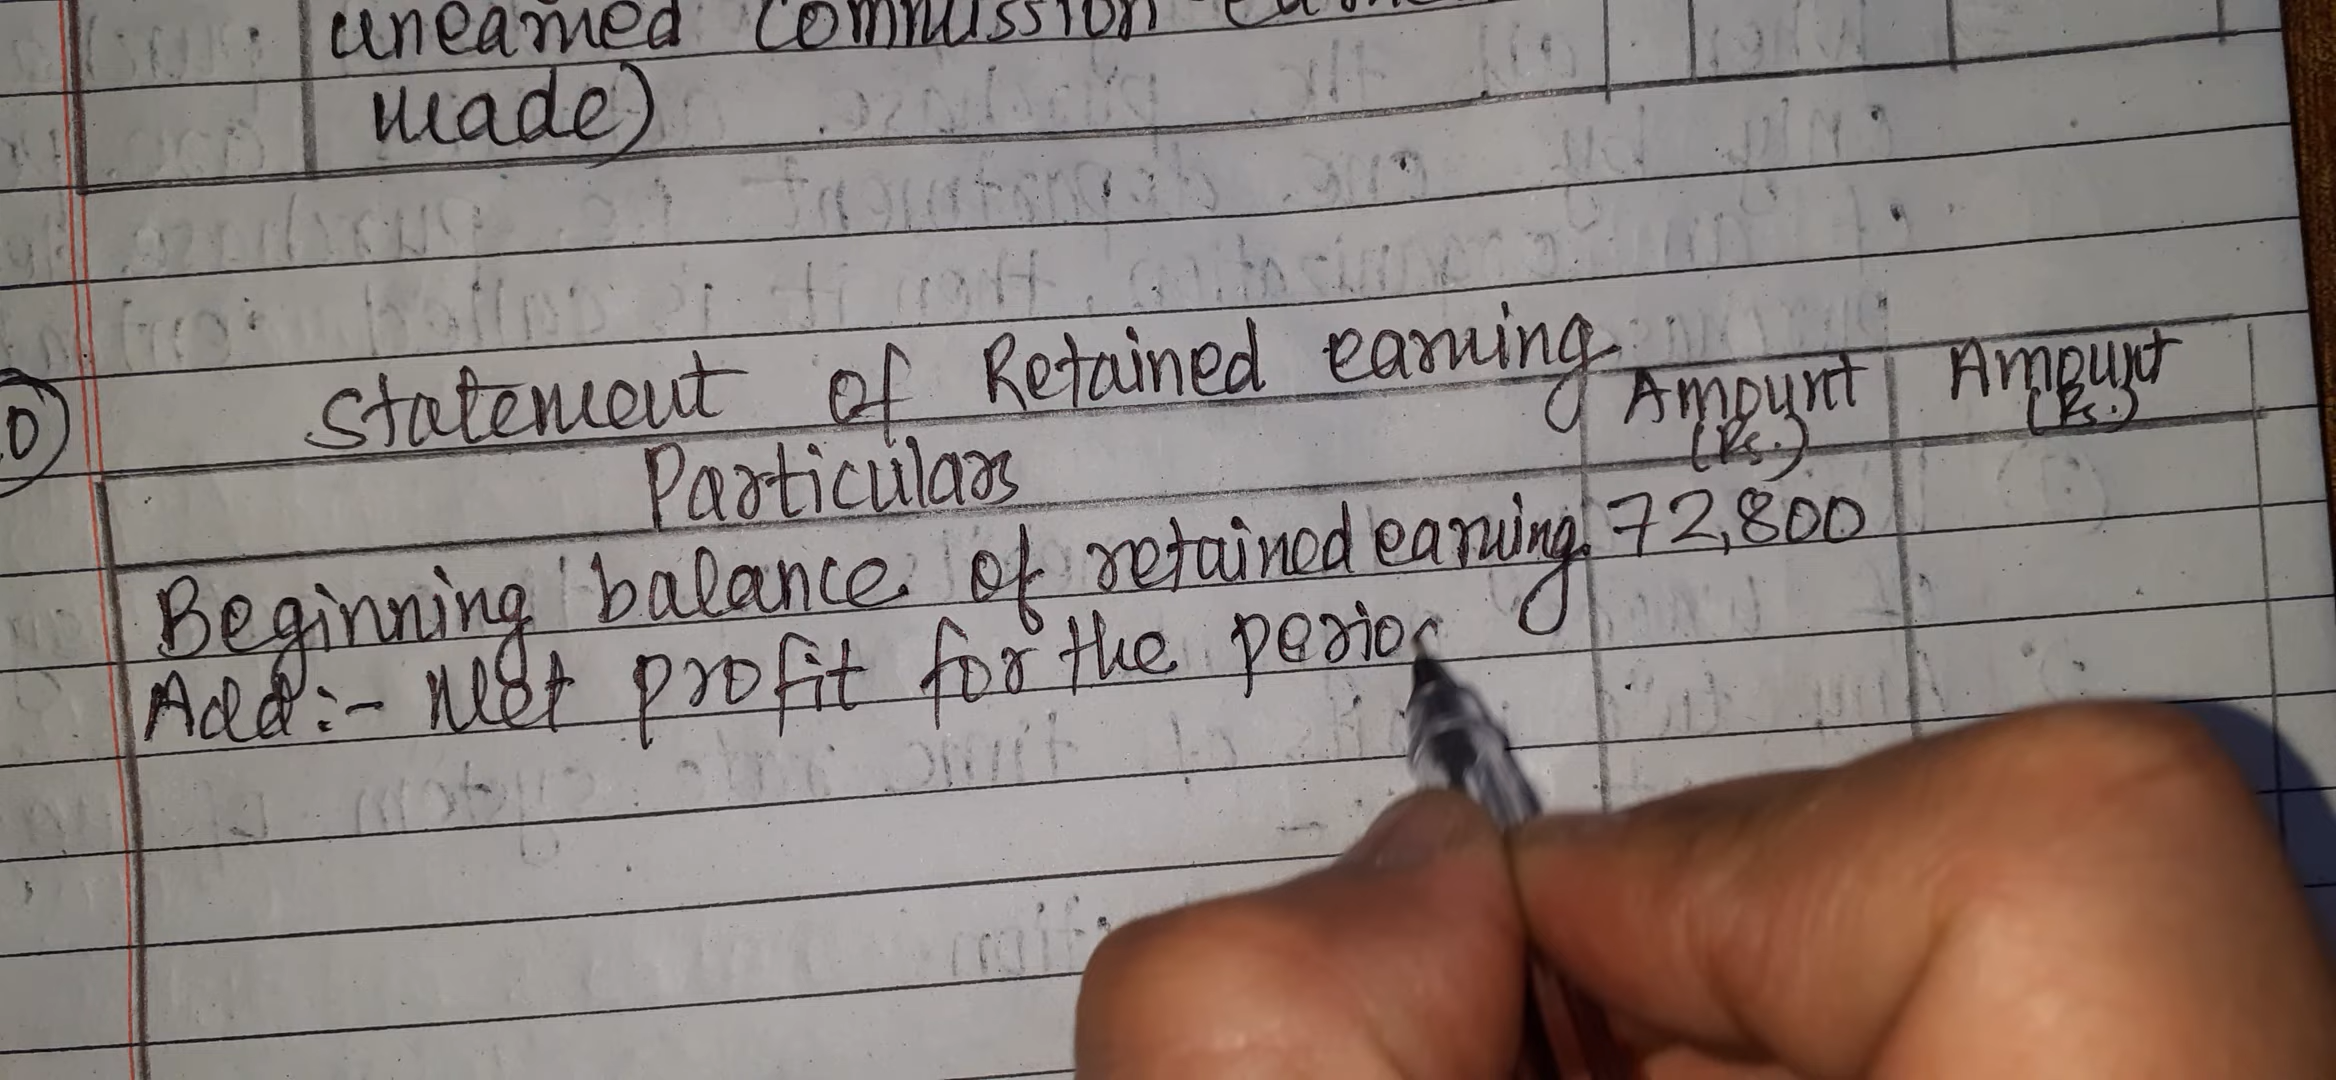 unearned commission
made)
Statement of Retained earning
Particulars
Amount (Rs.)
Amount (Rs.)
Beginning balance of retained earning 72,800
Add:- Net profit for the perio